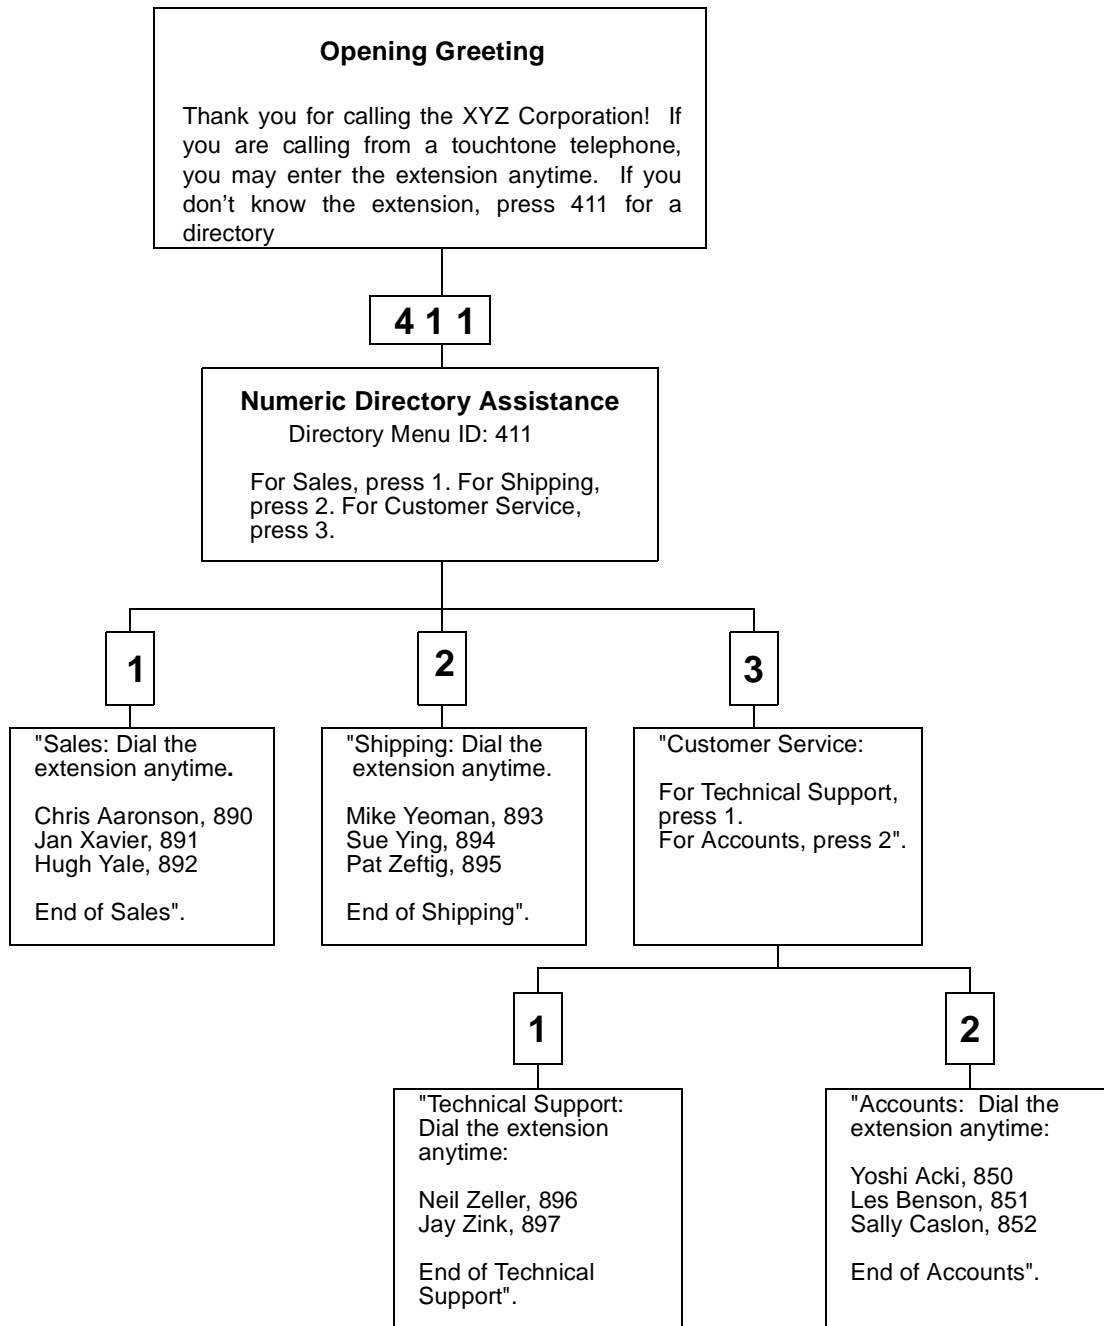 Opening Greeting
Thank you for calling the XYZ Corporation! If
you are calling from a touchtone telephone,
you may enter the extension anytime. If you
don't know the extension, press 411 for a
directory
4 1 1
Numeric Directory Assistance
Directory Menu ID: 411
For Sales, press 1. For Shipping,
press 2. For Customer Service,
press 3.
1
2
3
"Sales: Dial the
extension anytime.
Chris Aaronson, 890
Jan Xavier, 891
Hugh Yale, 892
End of Sales".
"Shipping: Dial the
extension anytime.
Mike Yeoman, 893
Sue Ying, 894
Pat Zeftig, 895
End of Shipping".
"Customer Service:
For Technical Support,
press 1.
For Accounts, press 2".
1
2
"Technical Support:
Dial the extension
anytime:
Neil Zeller, 896
Jay Zink, 897
End of Technical
Support".
"Accounts: Dial the
extension anytime:
Yoshi Acki, 850
Les Benson, 851
Sally Caslon, 852
End of Accounts".